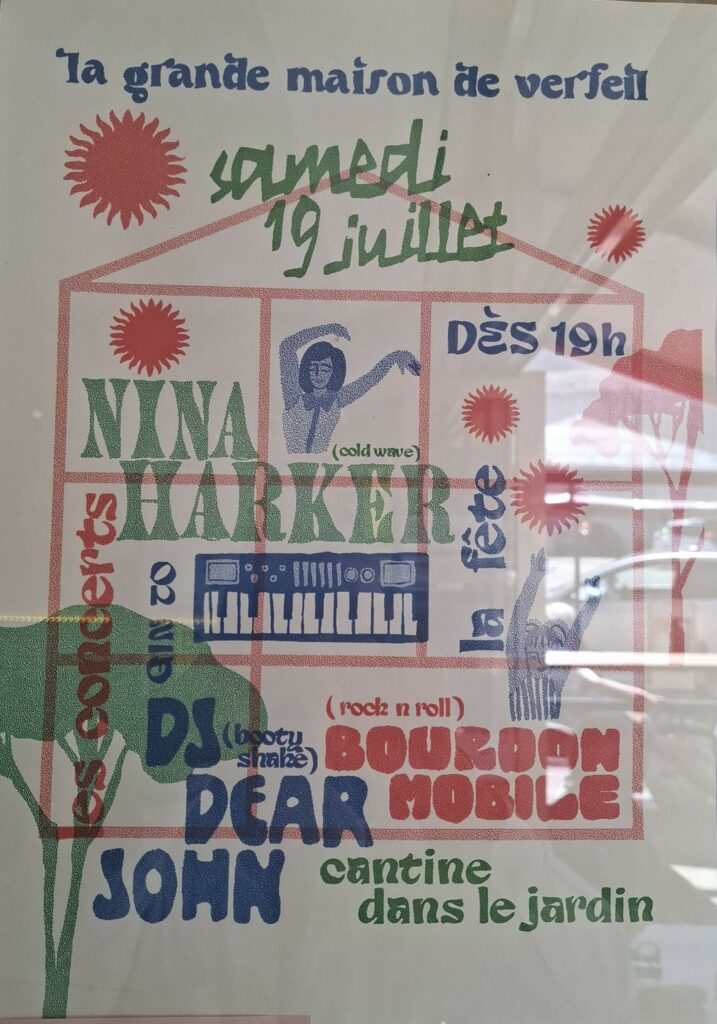 la grande maison de verfeil
samedi
19 juillet
DÈS 19h
NINA
(cold wave)
HARKER
les concerts
la fête
DJ
(booty
shake)
DEAR
JOHN
(rock n roll)
BOURDON
MOBILE
cantine
dans le jardin